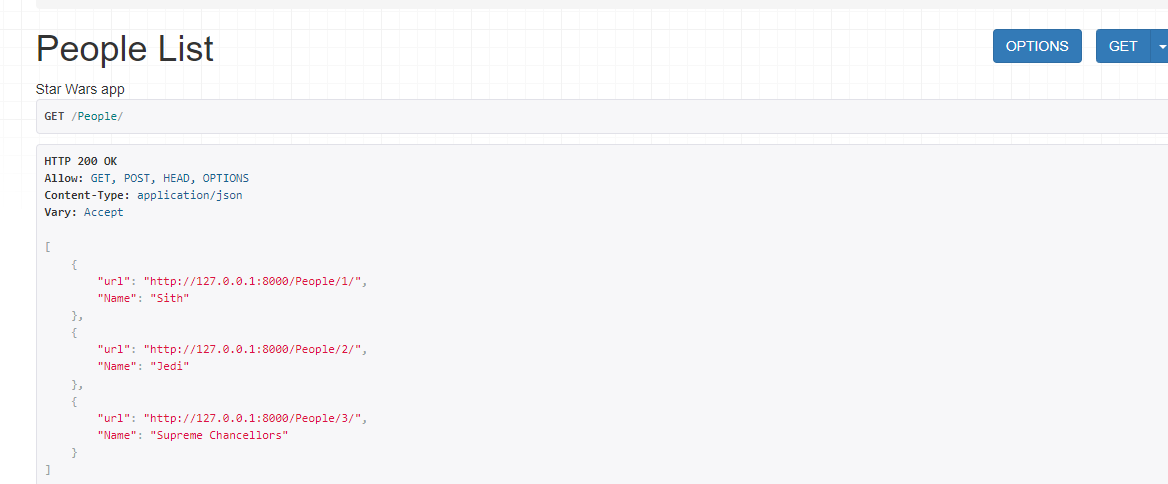 People List
OPTIONS
GET
Star Wars app
GET /People/
HTTP 200 OK
Allow: GET, POST, HEAD, OPTIONS
Content-Type: application/json
Vary: Accept
[
    {
        "url": "http://127.0.0.1:8000/People/1/",
        "Name": "Sith"
    },
    {
        "url": "http://127.0.0.1:8000/People/2/",
        "Name": "Jedi"
    },
    {
        "url": "http://127.0.0.1:8000/People/3/",
        "Name": "Supreme Chancellors"
    }
]